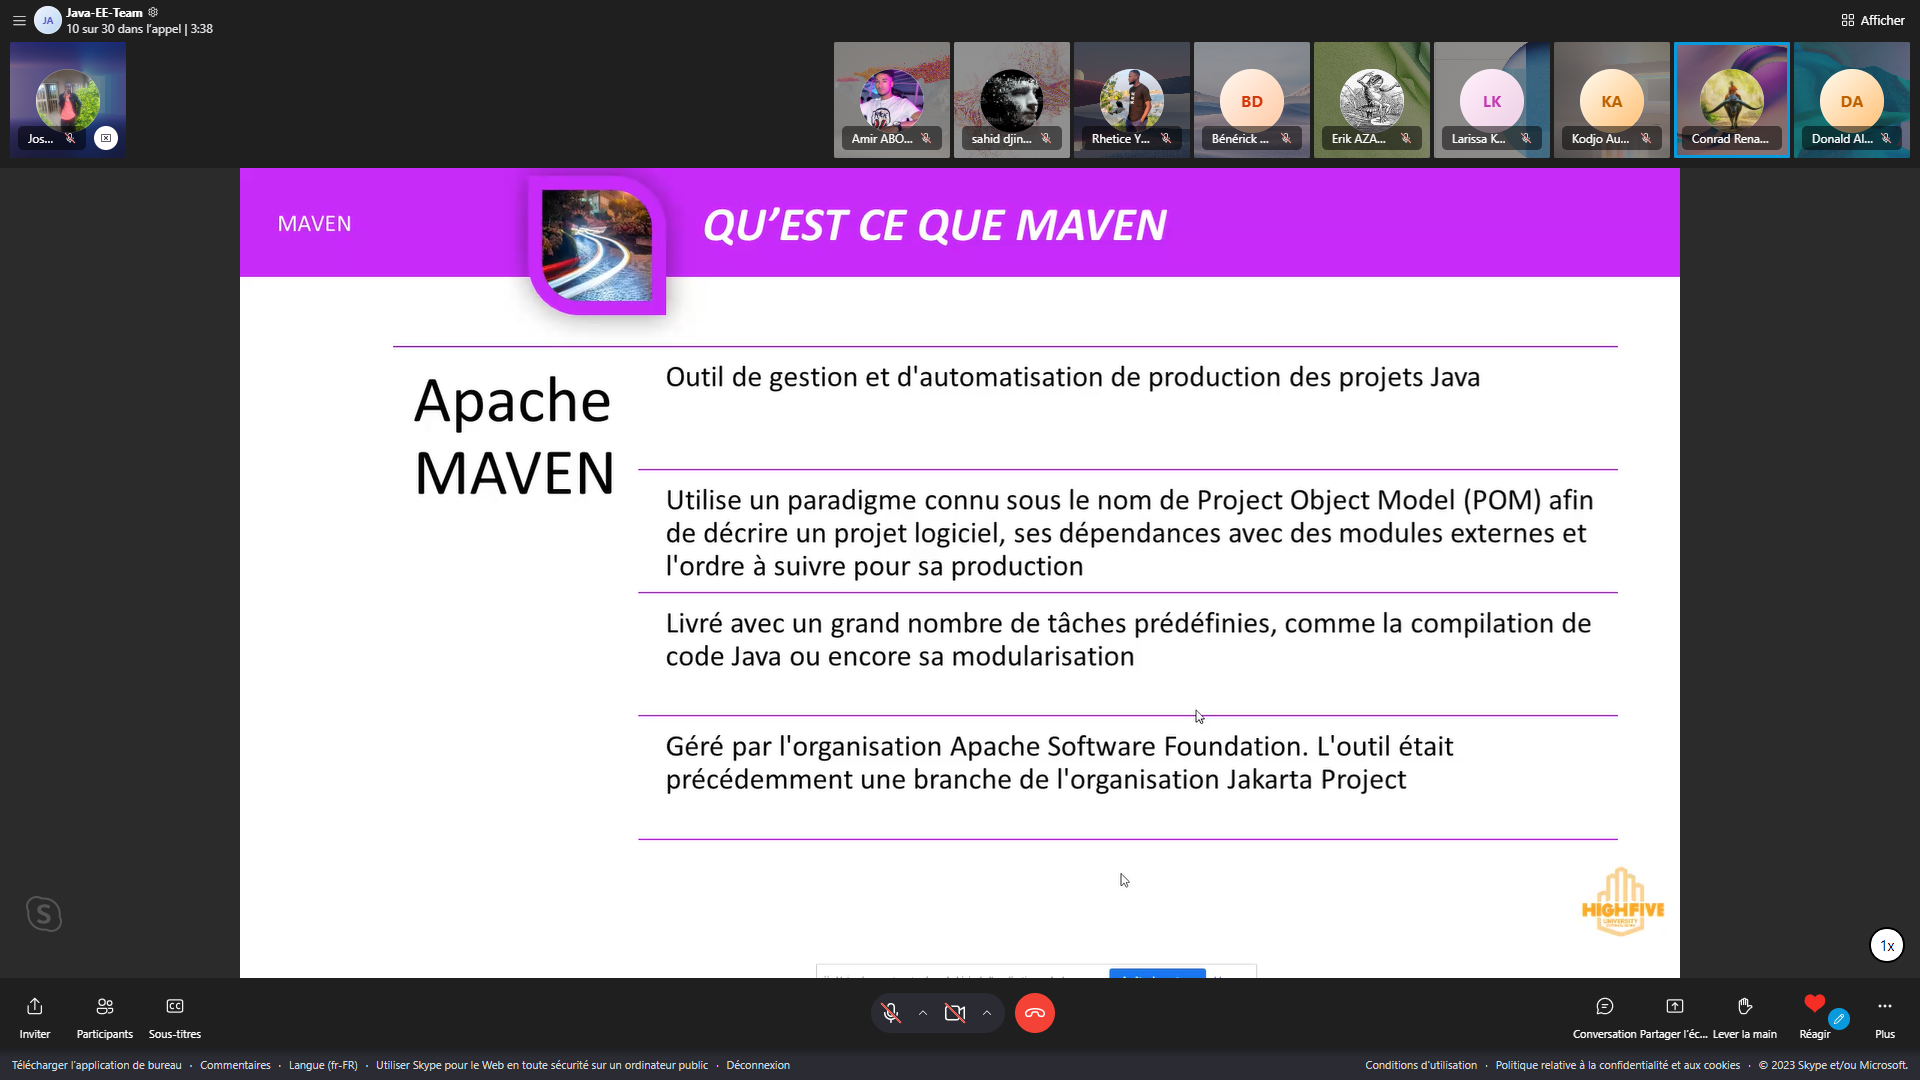 Java-EE-Team
JA
10 sur 30 dans l'appel | 3:38
Afficher
Jos...
Amir ABO...
sahid djin...
Rhetice Y...
BD
Bénérick ...
Erik AZA...
LK
Larissa K...
KA
Kodjo Au...
Conrad Rena...
DA
Donald Al...
MAVEN
QU'EST CE QUE MAVEN
Apache
MAVEN
Outil de gestion et d'automatisation de production des projets Java
Utilise un paradigme connu sous le nom de Project Object Model (POM) afin
de décrire un projet logiciel, ses dépendances avec des modules externes et
l'ordre à suivre pour sa production
Livré avec un grand nombre de tâches prédéfinies, comme la compilation de
code Java ou encore sa modularisation
Géré par l'organisation Apache Software Foundation. L'outil était
précédemment une branche de l'organisation Jakarta Project
S
HIGHFIVE
UNIVERSITY
1x
Inviter
Participants
CC
Sous-titres
Conversation
Partager l'éc...
Lever la main
Réagir
Plus
Télécharger l'application de bureau · Commentaires · Langue (fr-FR) · Utiliser Skype pour le Web en toute sécurité sur un ordinateur public · Déconnexion
Conditions d'utilisation · Politique relative à la confidentialité et aux cookies · © 2023 Skype et/ou Microsoft.